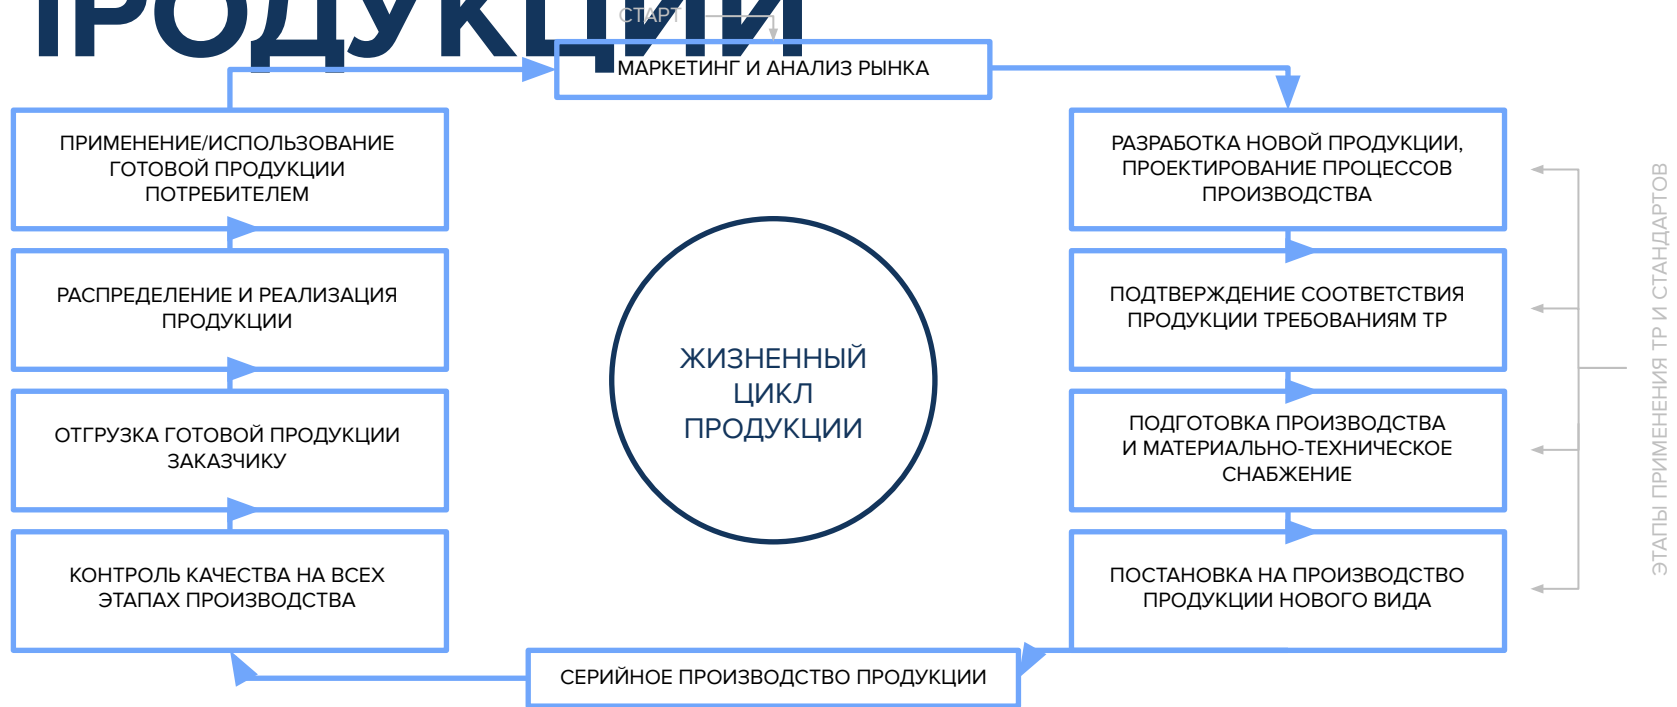 ПРОДУКЦИИ
СТАРТ
МАРКЕТИНГ И АНАЛИЗ РЫНКА
РАЗРАБОТКА НОВОЙ ПРОДУКЦИИ,
ПРОЕКТИРОВАНИЕ ПРОЦЕССОВ
ПРОИЗВОДСТВА
ПОДТВЕРЖДЕНИЕ СООТВЕТСТВИЯ
ПРОДУКЦИИ ТРЕБОВАНИЯМ ТР
ПОДГОТОВКА ПРОИЗВОДСТВА
И МАТЕРИАЛЬНО-ТЕХНИЧЕСКОЕ
СНАБЖЕНИЕ
ПОСТАНОВКА НА ПРОИЗВОДСТВО
ПРОДУКЦИИ НОВОГО ВИДА
СЕРИЙНОЕ ПРОИЗВОДСТВО ПРОДУКЦИИ
КОНТРОЛЬ КАЧЕСТВА НА ВСЕХ
ЭТАПАХ ПРОИЗВОДСТВА
ОТГРУЗКА ГОТОВОЙ ПРОДУКЦИИ
ЗАКАЗЧИКУ
РАСПРЕДЕЛЕНИЕ И РЕАЛИЗАЦИЯ
ПРОДУКЦИИ
ПРИМЕНЕНИЕ/ИСПОЛЬЗОВАНИЕ
ГОТОВОЙ ПРОДУКЦИИ
ПОТРЕБИТЕЛЕМ
ЖИЗНЕННЫЙ
ЦИКЛ
ПРОДУКЦИИ
ЭТАПЫ ПРИМЕНЕНИЯ ТР И СТАНДАРТОВ